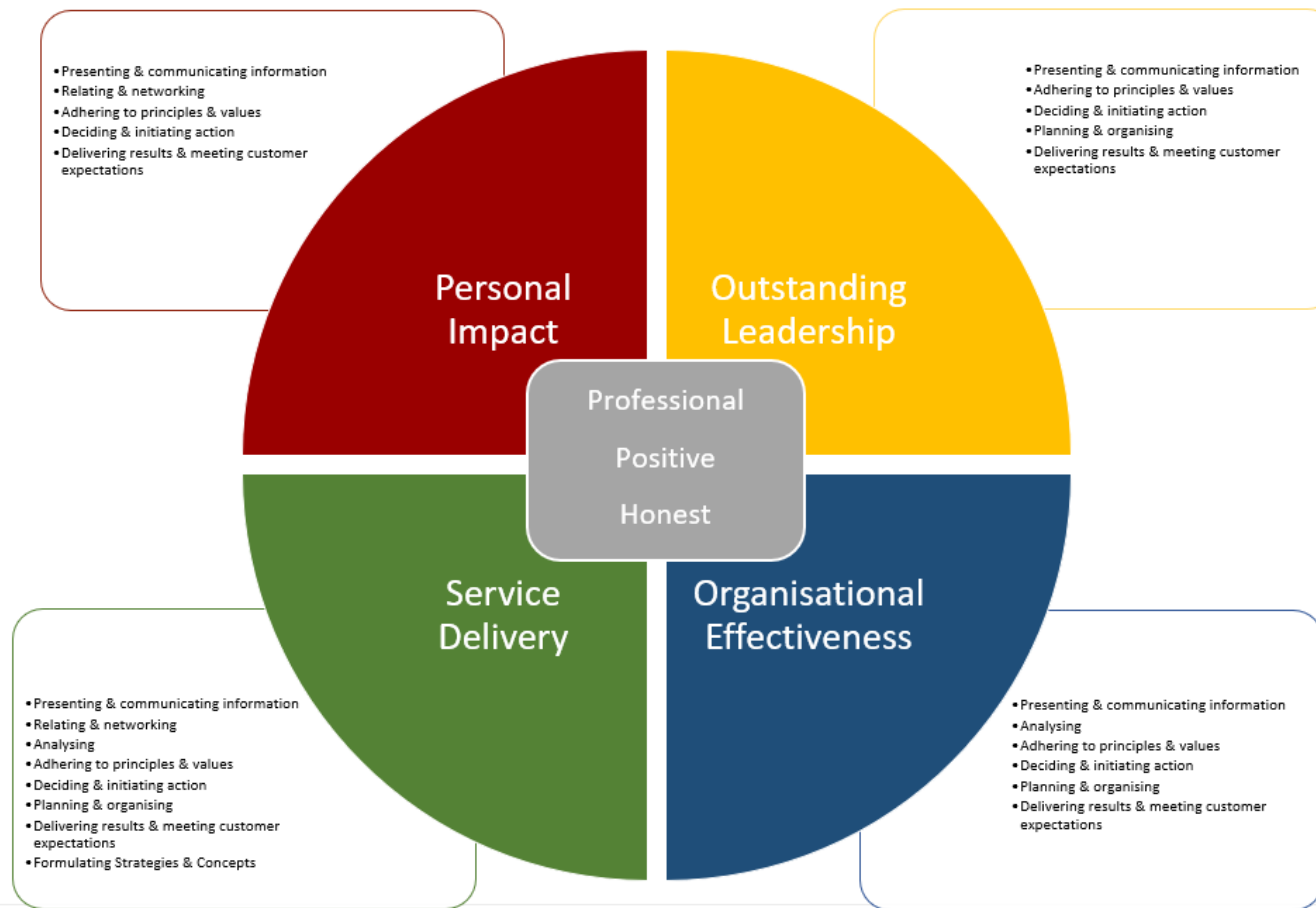 •Presenting & communicating information
•Relating & networking
•Adhering to principles & values
•Deciding & initiating action
•Delivering results & meeting customer
expectations
•Presenting & communicating information
•Adhering to principles & values
•Deciding & initiating action
•Planning & organising
•Delivering results & meeting customer
expectations
Personal
Impact
Outstanding
Leadership
Professional
Positive
Honest
Service
Delivery
Organisational
Effectiveness
•Presenting & communicating information
•Relating & networking
•Analysing
•Adhering to principles & values
•Deciding & initiating action
•Planning & organising
•Delivering results & meeting customer
expectations
•Formulating Strategies & Concepts
•Presenting & communicating information
•Analysing
•Adhering to principles & values
•Deciding & initiating action
•Planning & organising
•Delivering results & meeting customer
expectations